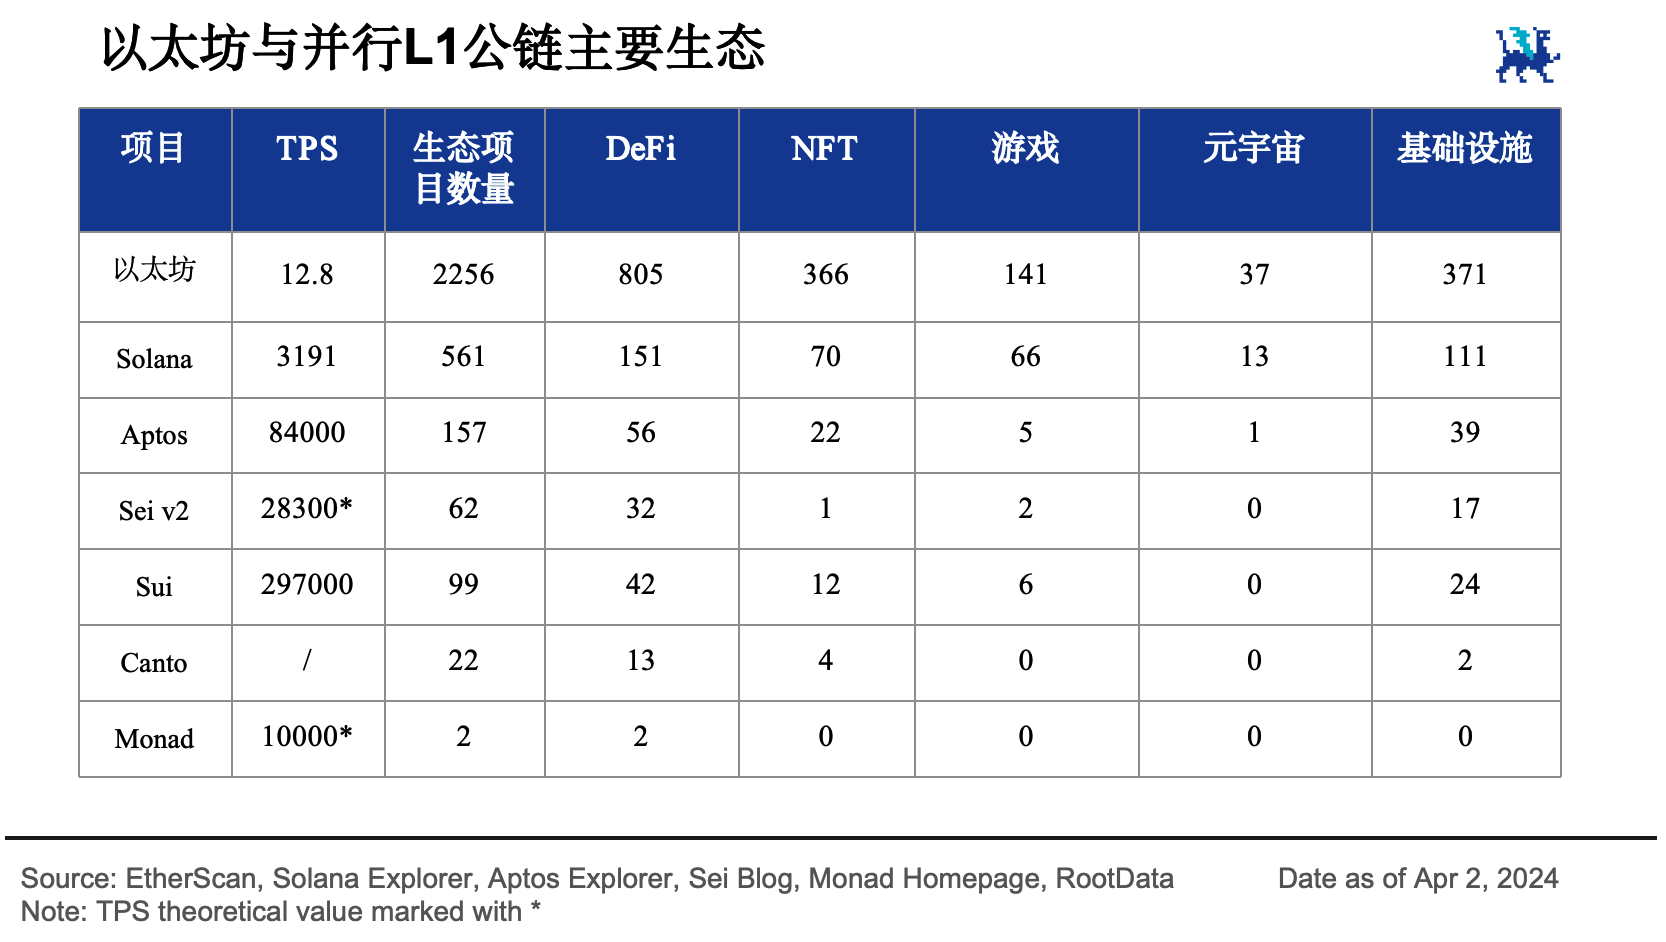 以太坊与并行L1公链主要生态
项目 TPS 生态项目数量 DeFi NFT 游戏 元宇宙 基础设施
以太坊 12.8 2256 805 366 141 37 371
Solana 3191 561 151 70 66 13 111
Aptos 84000 157 56 22 5 1 39
Sei v2 28300* 62 32 1 2 0 17
Sui 297000 99 42 12 6 0 24
Canto / 22 13 4 0 0 2
Monad 10000* 2 2 0 0 0 0
Source: EtherScan, Solana Explorer, Aptos Explorer, Sei Blog, Monad Homepage, RootData Date as of Apr 2, 2024
Note: TPS theoretical value marked with *